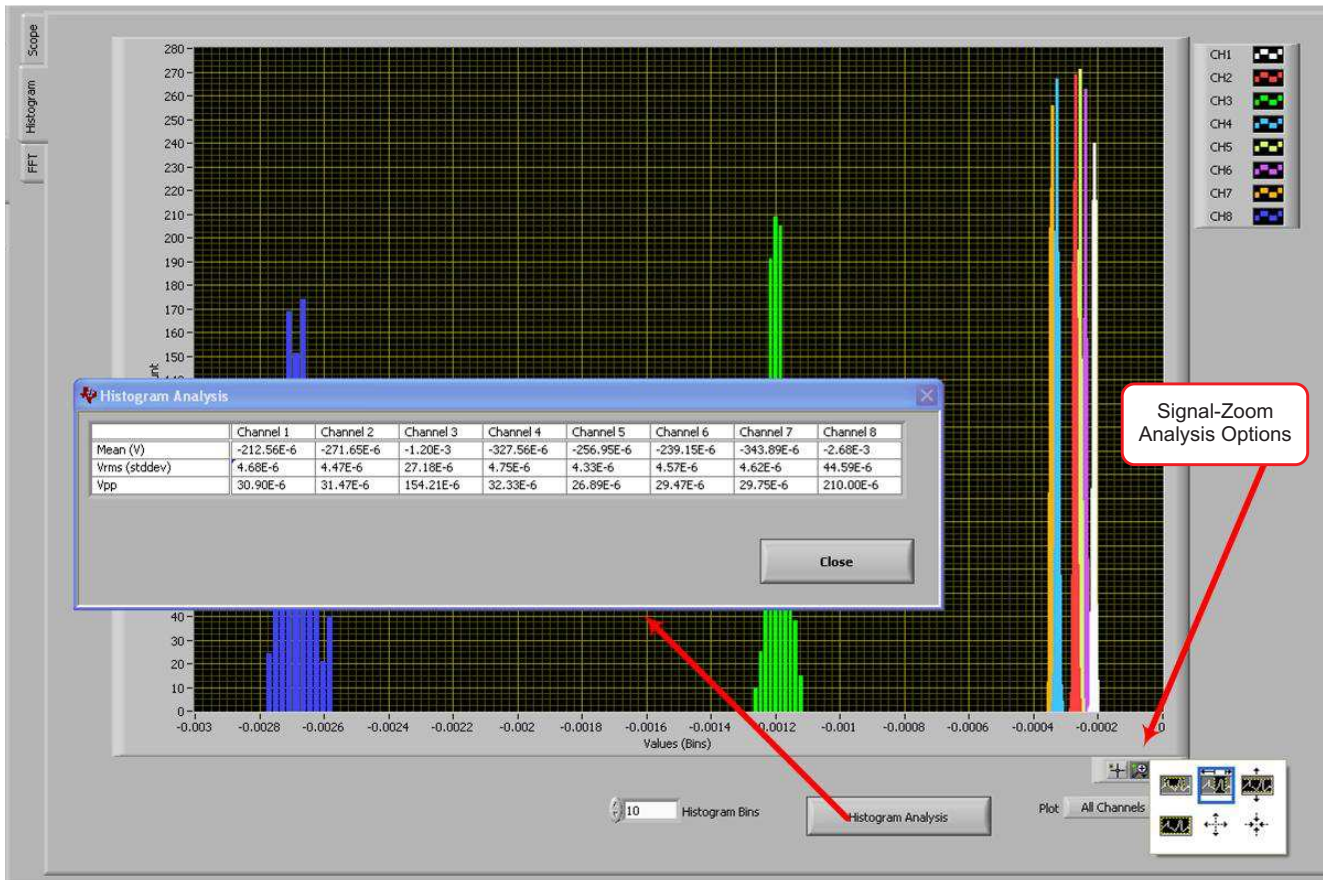 Scope
Histogram
FFT
280
270
260
250
240
230
220
210
200
190
180
170
160
150
40
30
20
10
0
-0.003 -0.0028 -0.0026 -0.0024 -0.0022 -0.002 -0.0018 -0.0016 -0.0014 -0.0012 -0.001 -0.0008 -0.0006 -0.0004 -0.0002 0
Values (Bins)
CH1
CH2
CH3
CH4
CH5
CH6
CH7
CH8
Histogram Analysis
Channel 1 Channel 2 Channel 3 Channel 4 Channel 5 Channel 6 Channel 7 Channel 8
Mean (V) -212.56E-6 -271.65E-6 -1.20E-3 -327.56E-6 -256.95E-6 -239.15E-6 -343.89E-6 -2.68E-3
Vrms (stddev) 4.68E-6 4.47E-6 27.18E-6 4.75E-6 4.33E-6 4.57E-6 4.62E-6 44.59E-6
Vpp 30.90E-6 31.47E-6 154.21E-6 32.33E-6 26.89E-6 29.47E-6 29.75E-6 210.00E-6
Close
Signal-Zoom
Analysis Options
10 Histogram Bins
Histogram Analysis
Plot All Channels